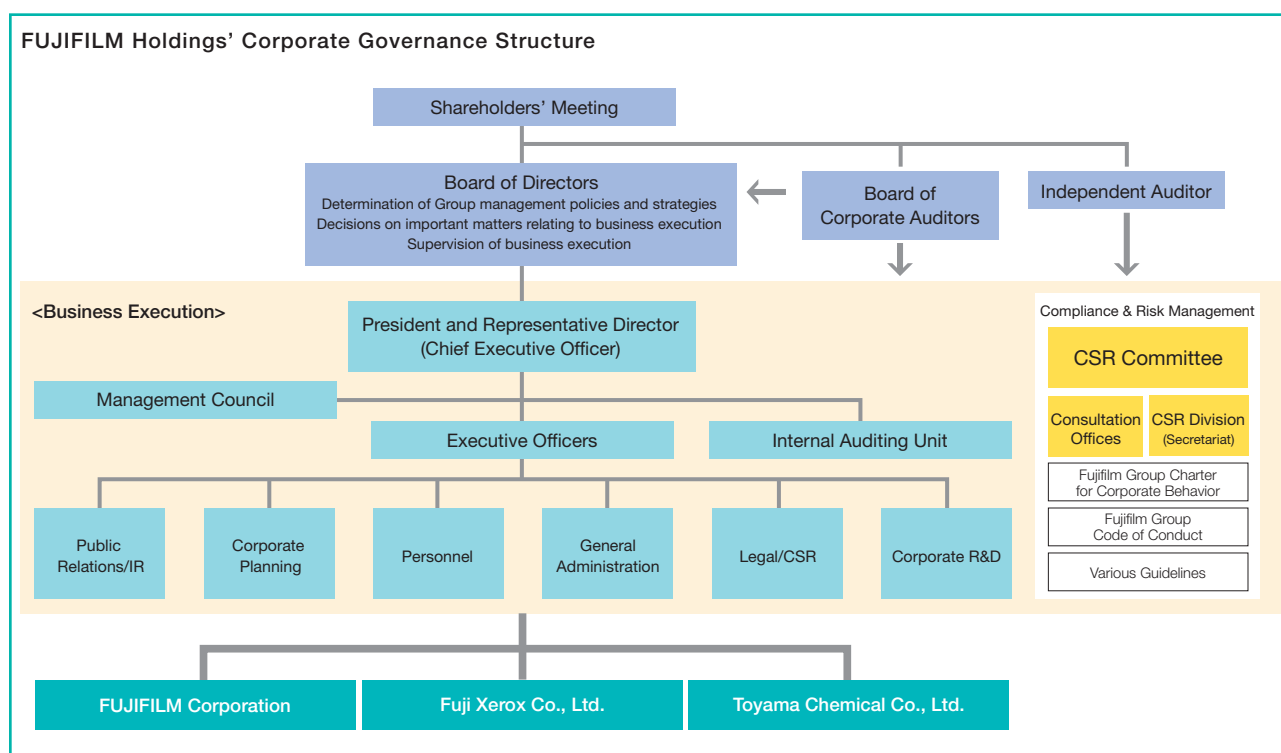 FUJIFILM Holdings’ Corporate Governance Structure
Shareholders’ Meeting
Board of Directors
Determination of Group management policies and strategies
Decisions on important matters relating to business execution
Supervision of business execution
Board of
Corporate Auditors
Independent Auditor
<Business Execution>
President and Representative Director
(Chief Executive Officer)
Management Council
Executive Officers
Internal Auditing Unit
Public
Relations/IR
Corporate
Planning
Personnel
General
Administration
Legal/CSR
Corporate R&D
Compliance & Risk Management
CSR Committee
Consultation
Offices
CSR Division
(Secretariat)
Fujifilm Group Charter
for Corporate Behavior
Fujifilm Group
Code of Conduct
Various Guidelines
FUJIFILM Corporation
Fuji Xerox Co., Ltd.
Toyama Chemical Co., Ltd.